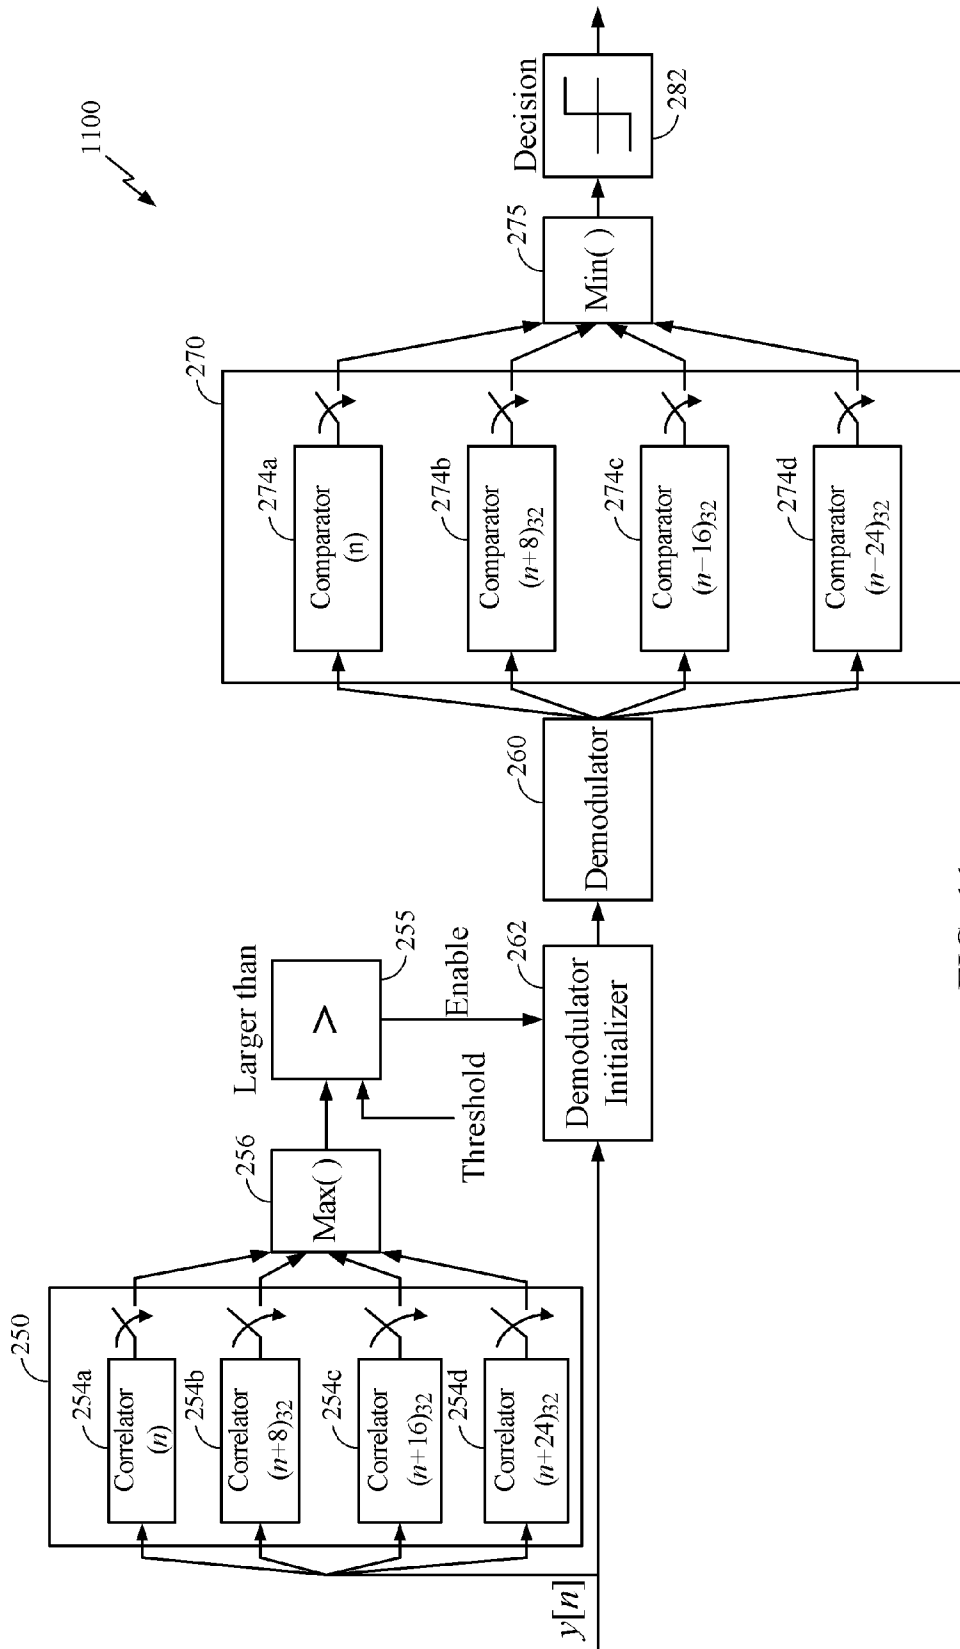 1100
250
254a
Correlator
(n)
254b
Correlator
(n+8)32
254c
Correlator
(n+16)32
254d
Correlator
(n+24)32
y[n]
256
Max( )
Larger than
>
255
Threshold
Enable
262
Demodulator
Initializer
260
Demodulator
270
274a
Comparator
(n)
274b
Comparator
(n+8)32
274c
Comparator
(n−16)32
274d
Comparator
(n−24)32
275
Min( )
Decision
282